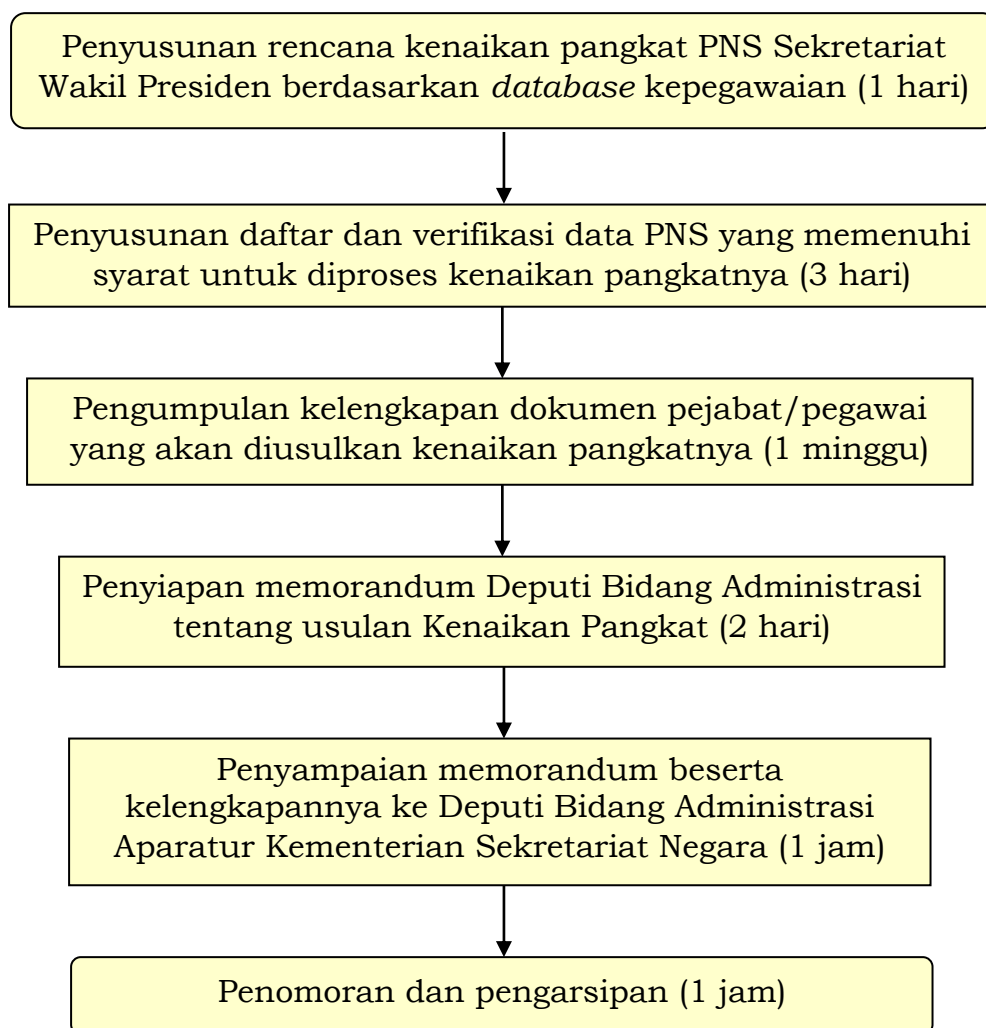 Penyusunan rencana kenaikan pangkat PNS Sekretariat
Wakil Presiden berdasarkan database kepegawaian (1 hari)
Penyusunan daftar dan verifikasi data PNS yang memenuhi
syarat untuk diproses kenaikan pangkatnya (3 hari)
Pengumpulan kelengkapan dokumen pejabat/pegawai
yang akan diusulkan kenaikan pangkatnya (1 minggu)
Penyiapan memorandum Deputi Bidang Administrasi
tentang usulan Kenaikan Pangkat (2 hari)
Penyampaian memorandum beserta
kelengkapannya ke Deputi Bidang Administrasi
Aparatur Kementerian Sekretariat Negara (1 jam)
Penomoran dan pengarsipan (1 jam)